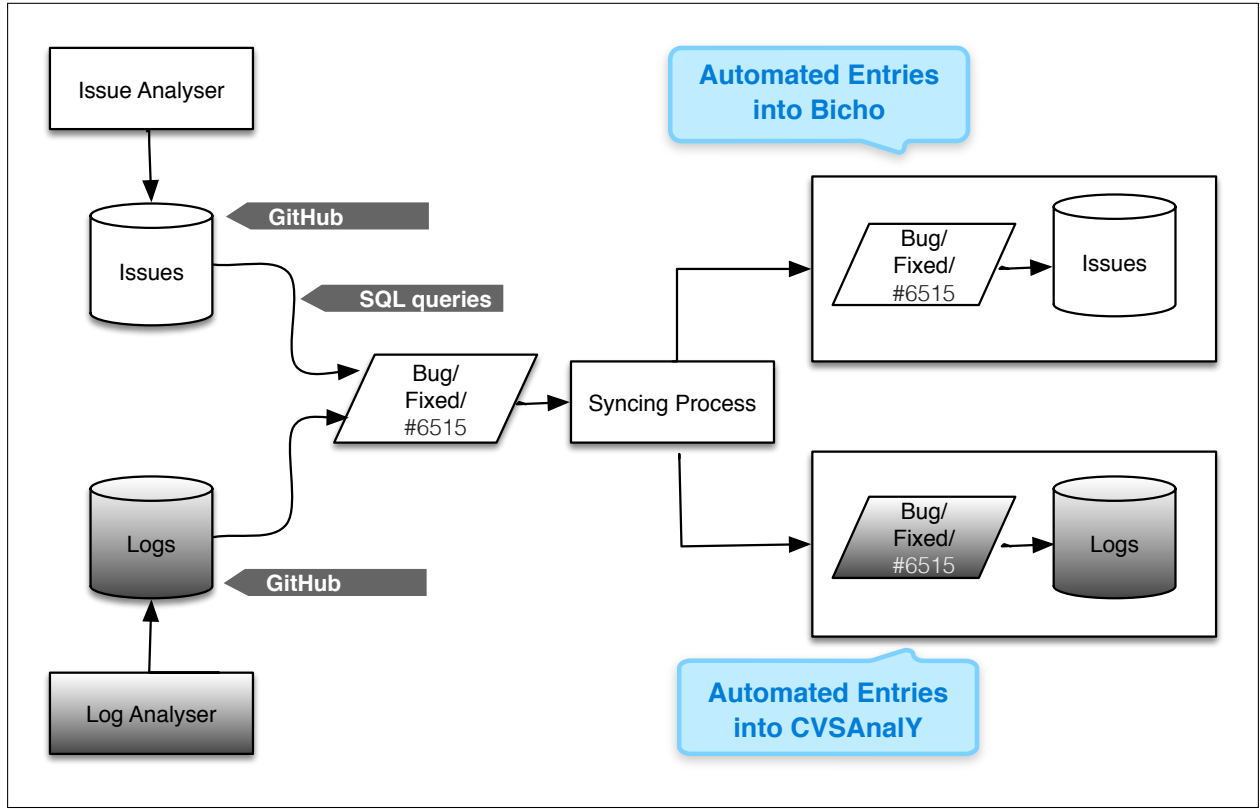 Issue Analyser
Automated Entries
into Bicho
GitHub
Issues
SQL queries
Bug/
Fixed/
#6515
Issues
Bug/
Fixed/
#6515
Syncing Process
Logs
GitHub
Bug/
Fixed/
#6515
Logs
Log Analyser
Automated Entries
into CVSAnalY